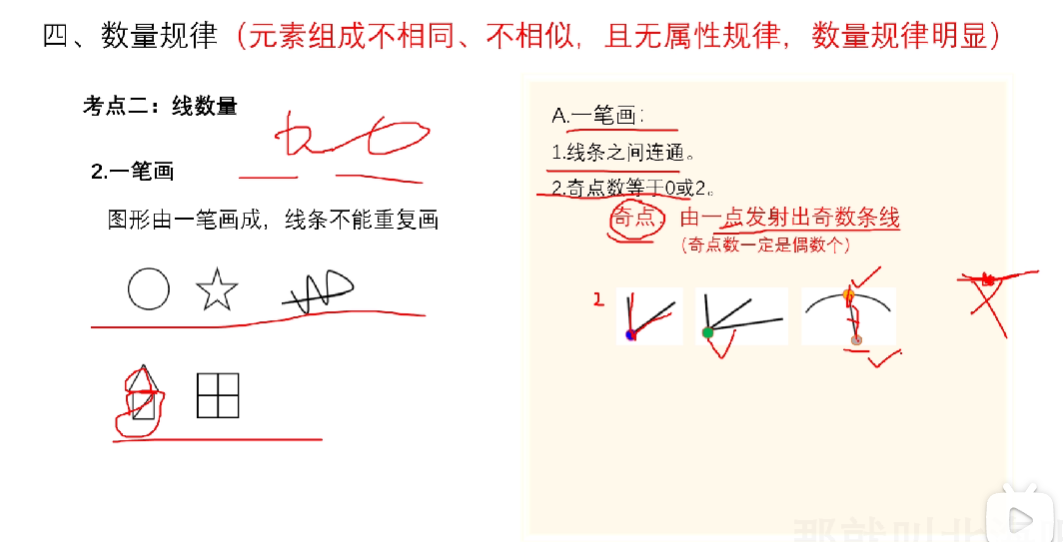 四、数量规律（元素组成不相同、不相似，且无属性规律，数量规律明显）
考点二：线数量
2.一笔画
图形由一笔画成，线条不能重复画
A.一笔画：
1.线条之间连通。
2.奇点数等于0或2。
奇点 由一点发射出奇数条线
（奇点数一定是偶数个）